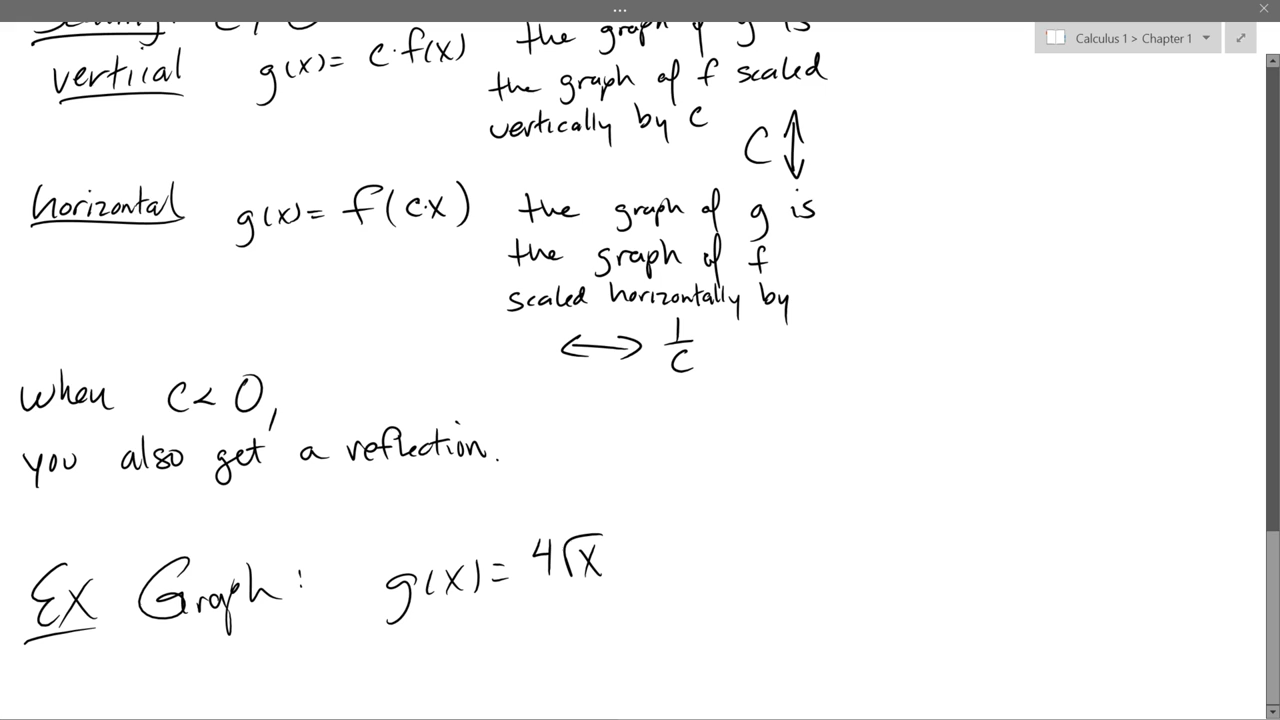 Calculus 1 > Chapter 1
the graph of g is
vertical g(x) = c·f(x) the graph of f scaled
vertically by c
C
horizontal g(x) = f(c·x) the graph of g is
the graph of f
scaled horizontally by
1/c
when c < 0,
you also get a reflection.
Ex Graph: g(x) = 4√x